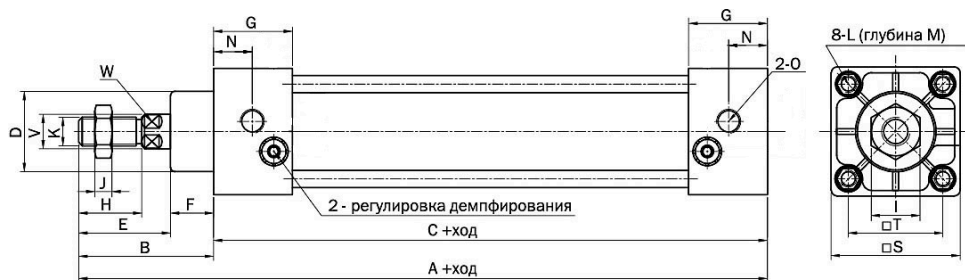 G
G
N
N
8-L (глубина M)
W
2-O
D
V
K
J
H
F
2 - регулировка демпфирования
E
C +ход
□T
B
□S
A +ход